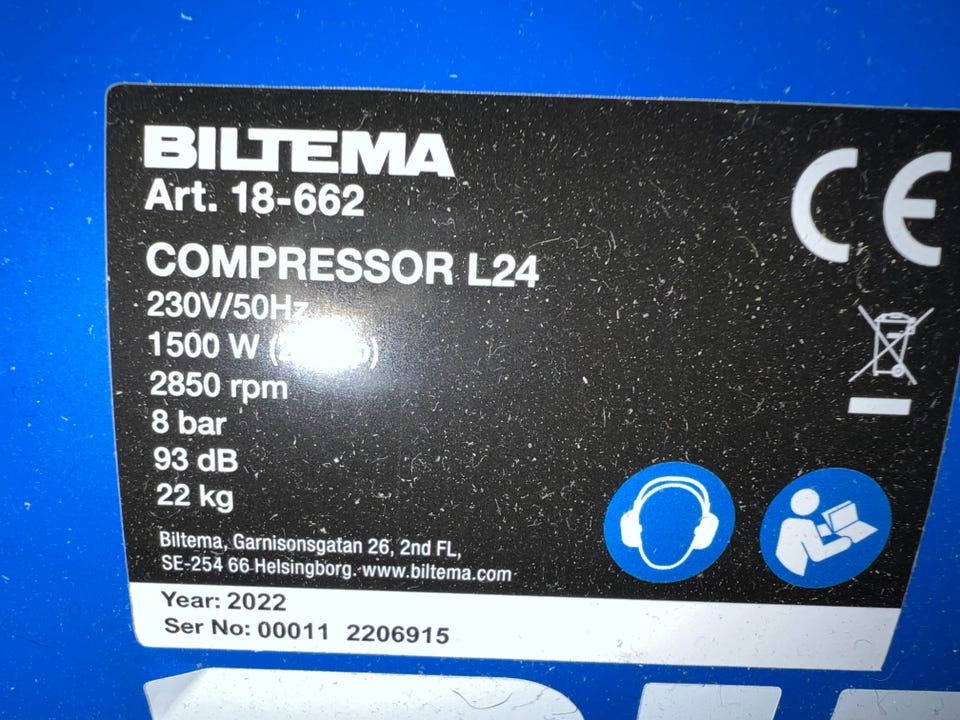 BILTEMA
Art. 18-662
CE
COMPRESSOR L24
230V/50Hz
1500 W
2850 rpm
8 bar
93 dB
22 kg
Biltema, Garnisonsgatan 26, 2nd FL,
SE-254 66 Helsingborg. www.biltema.com
Year: 2022
Ser No: 00011 2206915